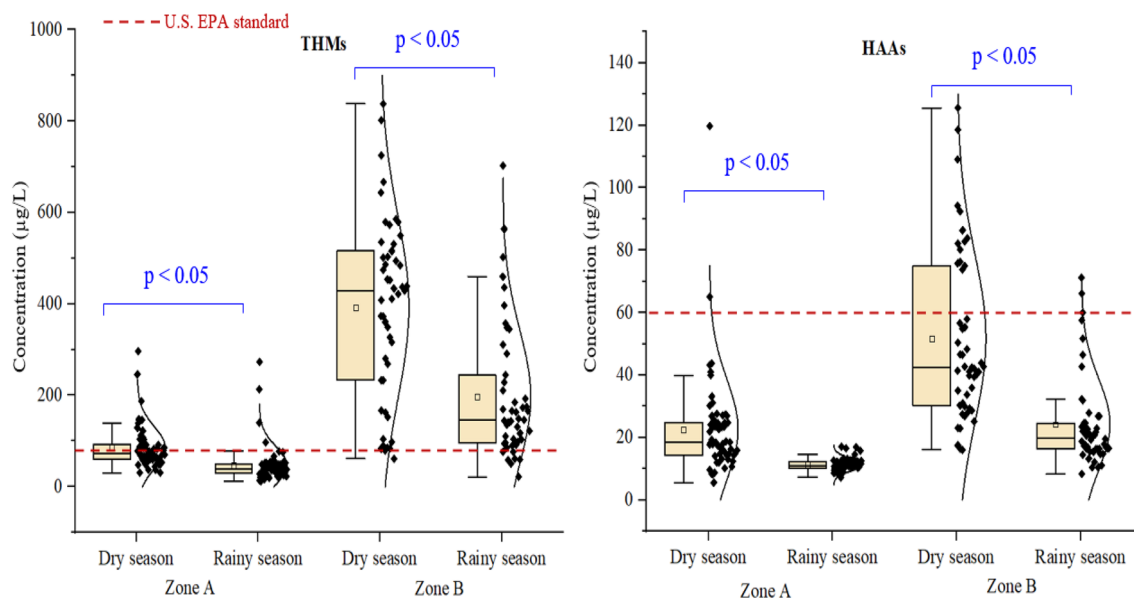 U.S. EPA standard
THMs
p < 0.05
p < 0.05
Concentration (µg/L)
1000
800
600
400
200
0
Dry season Rainy season Dry season Rainy season
Zone A Zone B
HAAs
p < 0.05
p < 0.05
Concentration (µg/L)
140
120
100
80
60
40
20
0
Dry season Rainy season Dry season Rainy season
Zone A Zone B